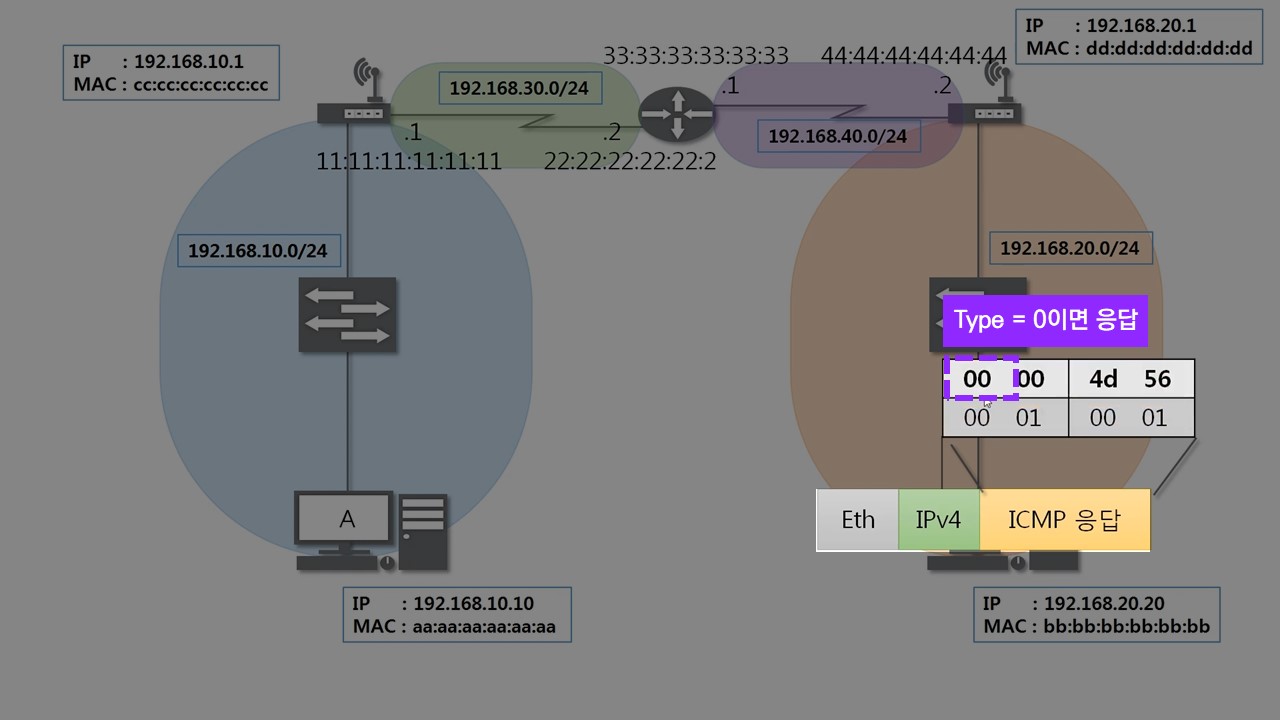 IP : 192.168.10.1
MAC : cc:cc:cc:cc:cc:cc
IP : 192.168.20.1
MAC : dd:dd:dd:dd:dd:dd
33:33:33:33:33:33
44:44:44:44:44:44
192.168.30.0/24
.1
.2
192.168.40.0/24
.1
.2
11:11:11:11:11:11
22:22:22:22:22:2
192.168.10.0/24
192.168.20.0/24
Type = 0이면 응답
00 00 4d 56
00 01 00 01
A
Eth IPv4 ICMP 응답
IP : 192.168.10.10
MAC : aa:aa:aa:aa:aa:aa
IP : 192.168.20.20
MAC : bb:bb:bb:bb:bb:bb